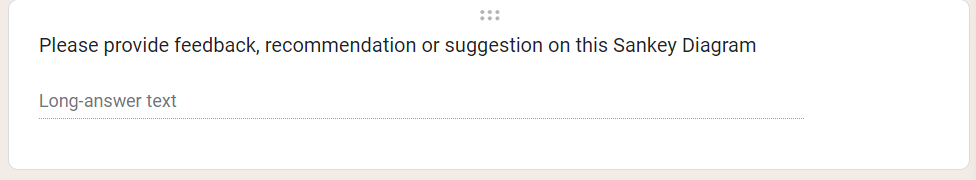 Please provide feedback, recommendation or suggestion on this Sankey Diagram
Long-answer text